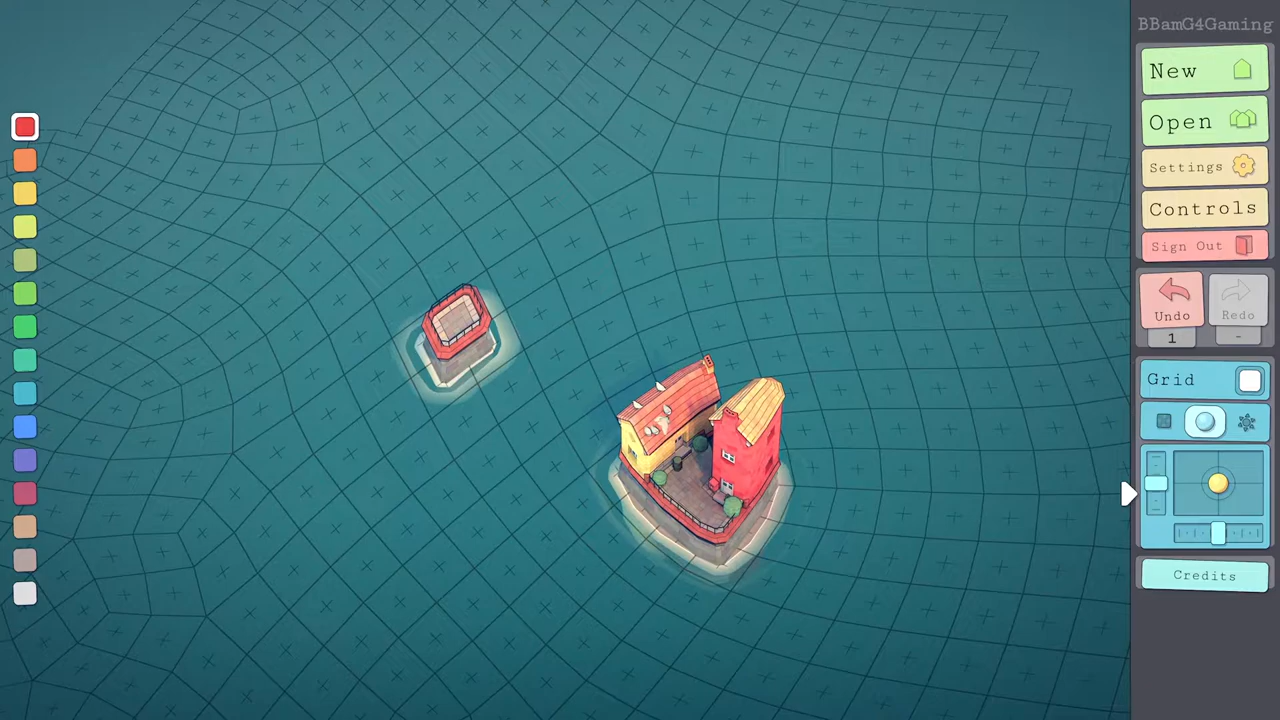 BBamG4Gaming
New
Open
Settings
Controls
Sign Out
Undo
Redo
1
-
Grid
Credits